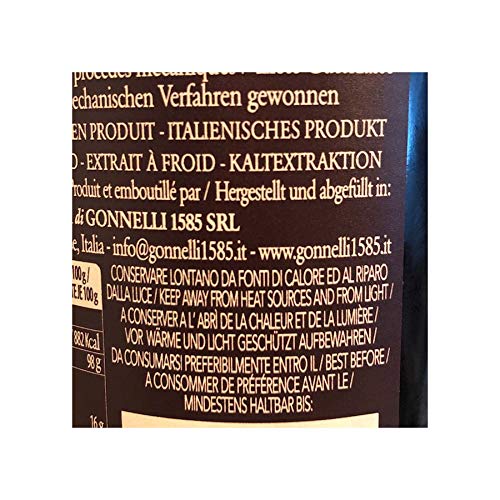 procédés mécaniques
echanischen Verfahren gewonnen
EN PRODUIT - ITALIENISCHES PRODUKT
O - EXTRAIT À FROID - KALTEXTRAKTION
Produit et emboutillé par / Hergestellt und abgefüllt in:
di GONNELLI 1585 SRL
e, Italia - info@gonnelli1585.it - www.gonnelli1585.it
100g /
JE 100g
882 Kcal
98 g
16 g
CONSERVARE LONTANO DA FONTI DI CALORE ED AL RIPARO
DALLA LUCE / KEEP AWAY FROM HEAT SOURCES AND FROM LIGHT /
A CONSERVER A L' ABRÌ DE LA CHALEUR ET DE LA LUMIÈRE /
VOR WÄRME UND LICHT GESCHÜTZT AUFBEWAHREN /
DA CONSUMARSI PREFERIBILMENTE ENTRO IL / BEST BEFORE /
A CONSOMMER DE PRÉFÉRENCE AVANT LE /
MINDESTENS HALTBAR BIS: